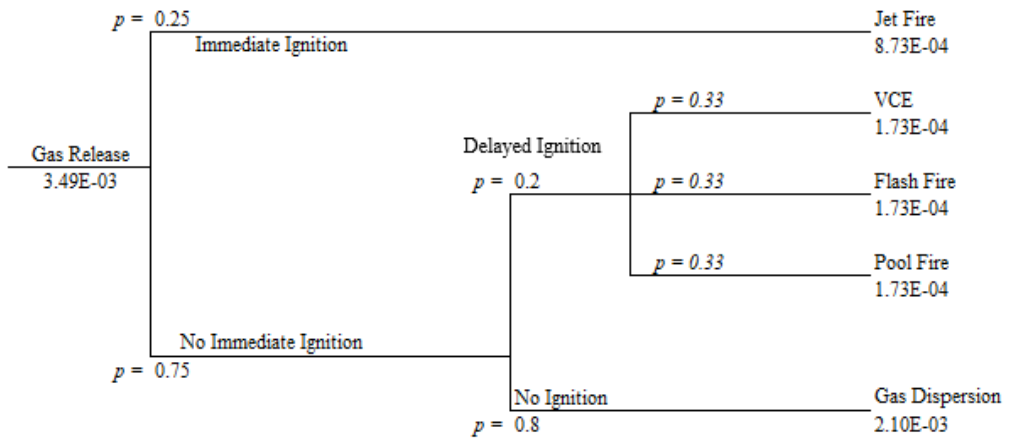 p = 0.25
Immediate Ignition
Jet Fire
8.73E-04
p = 0.33
VCE
1.73E-04
Gas Release
3.49E-03
Delayed Ignition
p = 0.2
p = 0.33
Flash Fire
1.73E-04
p = 0.33
Pool Fire
1.73E-04
No Immediate Ignition
p = 0.75
No Ignition
p = 0.8
Gas Dispersion
2.10E-03